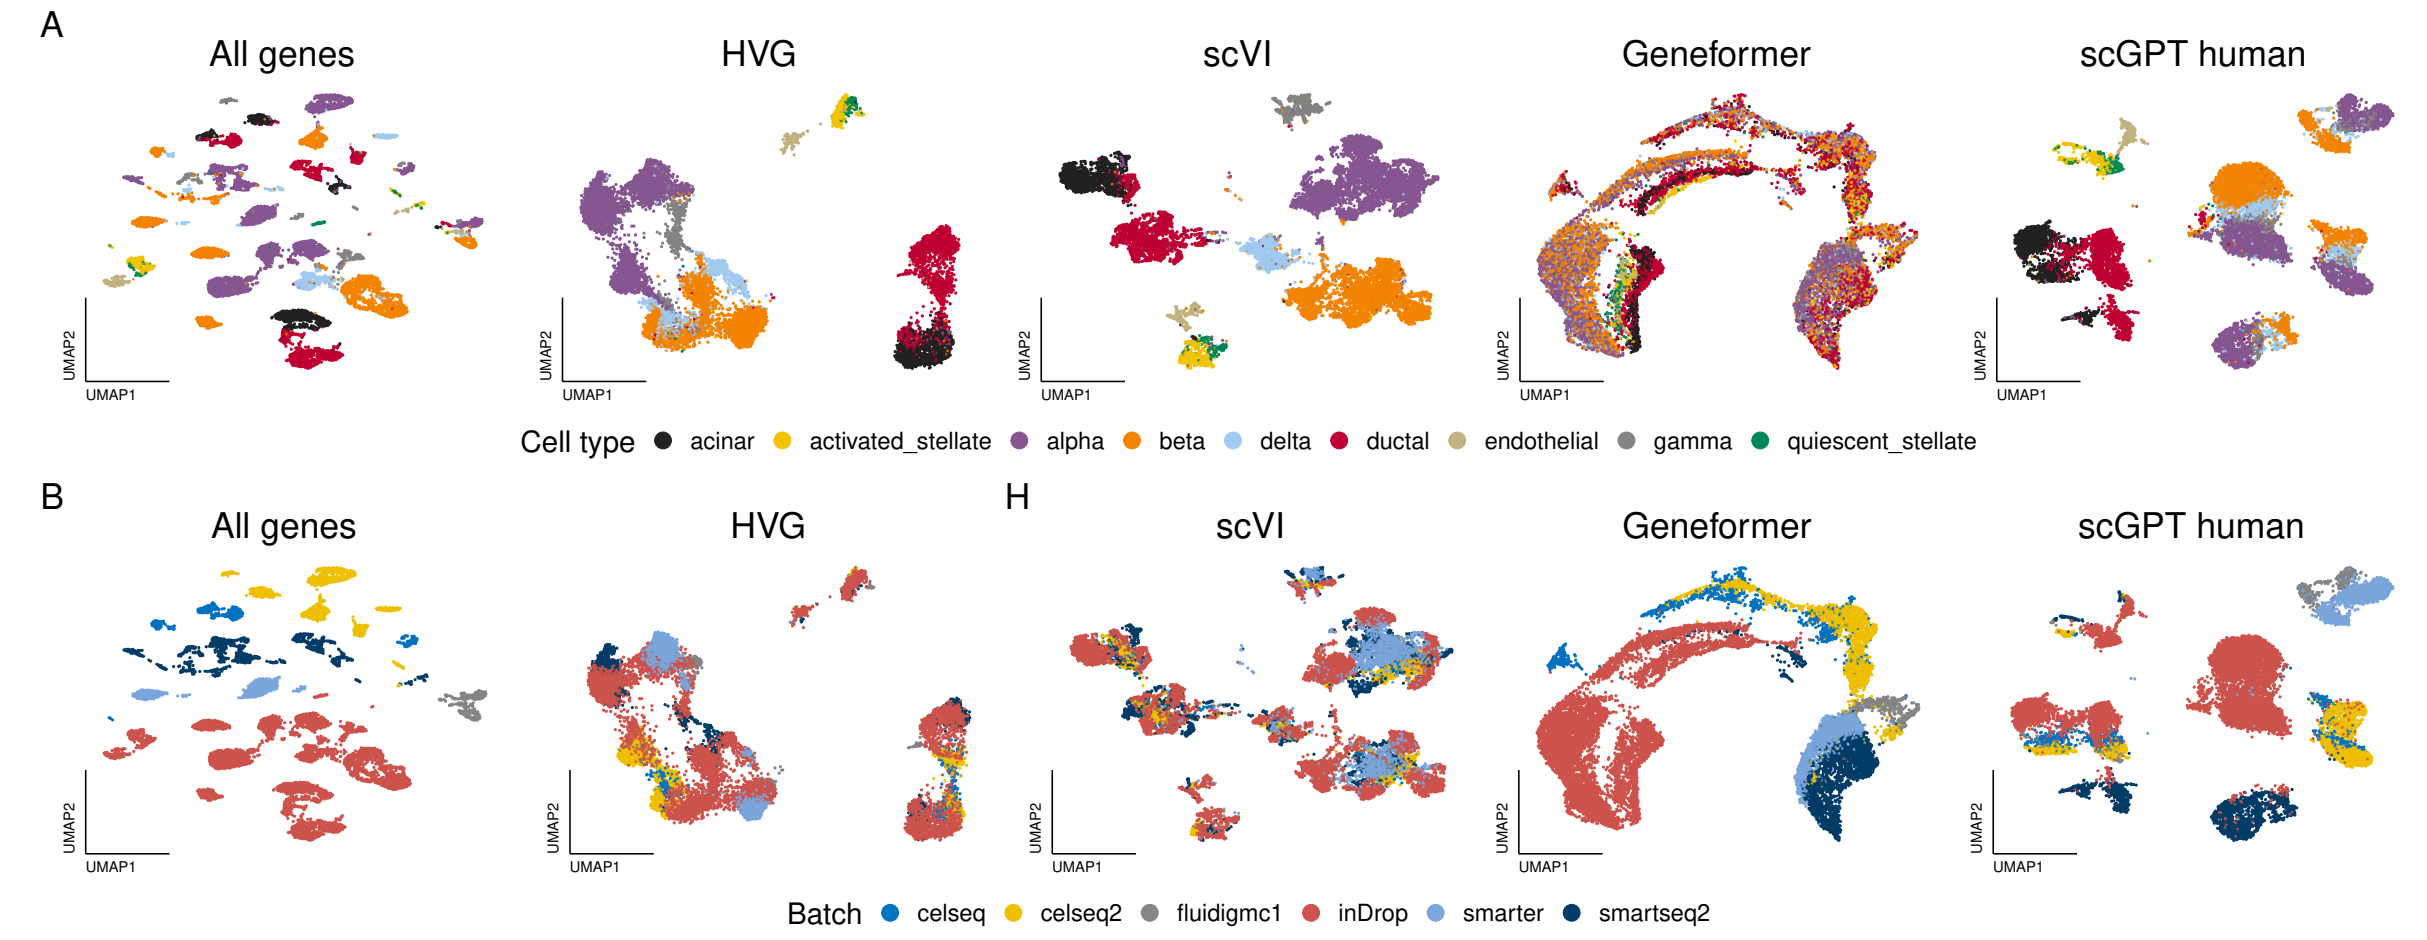 A
All genes
HVG
scVI
Geneformer
scGPT human
UMAP2
UMAP1
UMAP2
UMAP1
UMAP2
UMAP1
UMAP2
UMAP1
UMAP2
UMAP1
Cell type acinar activated_stellate alpha beta delta ductal endothelial gamma quiescent_stellate
B
H
All genes
HVG
scVI
Geneformer
scGPT human
UMAP2
UMAP1
UMAP2
UMAP1
UMAP2
UMAP1
UMAP2
UMAP1
UMAP2
UMAP1
Batch celseq celseq2 fluidigmc1 inDrop smarter smartseq2